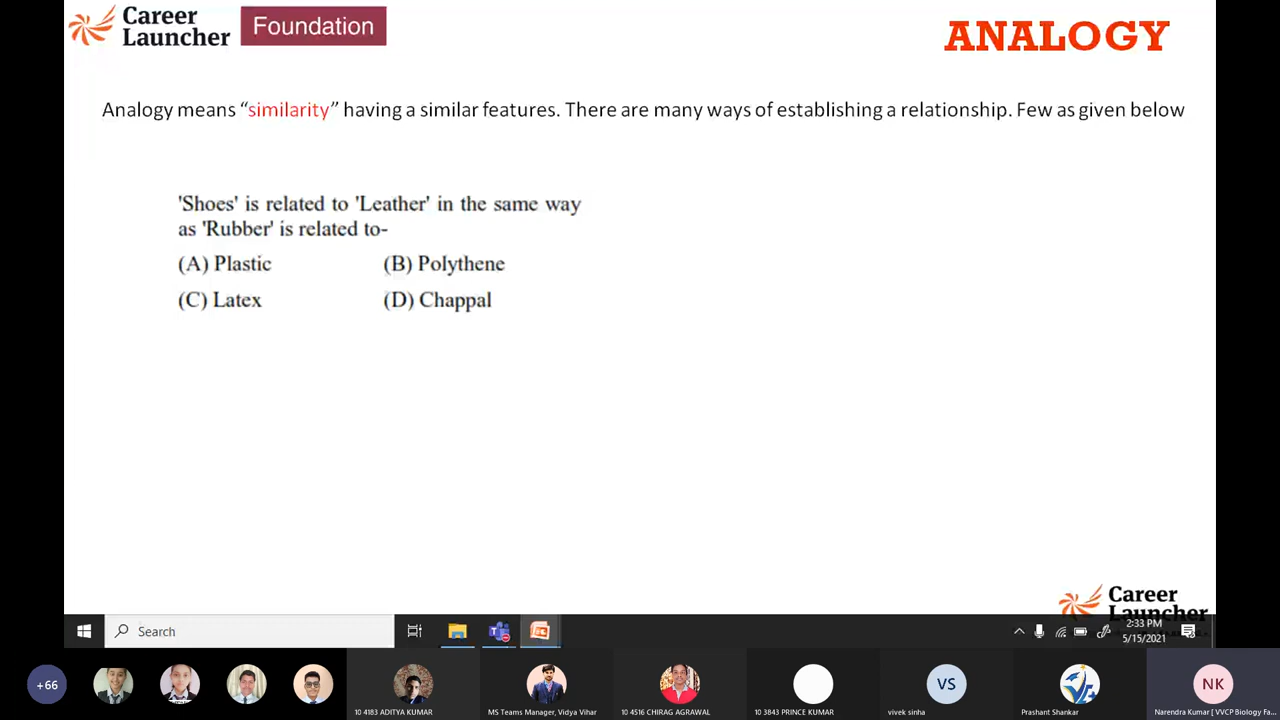 Career
Launcher
Foundation
ANALOGY
Analogy means “similarity” having a similar features. There are many ways of establishing a relationship. Few as given below
'Shoes' is related to 'Leather' in the same way
as 'Rubber' is related to-
(A) Plastic (B) Polythene
(C) Latex (D) Chappal
Career
Launcher
Search
2:33 PM
5/15/2021
+66
VS
NK
10 4183 ADITYA KUMAR
MS Teams Manager, Vidya Vihar
10 4516 CHIRAG AGRAWAL
10 3843 PRINCE KUMAR
vivek sinha
Prashant Shankar
Narendra Kumar [ VVCP Biology Fa...